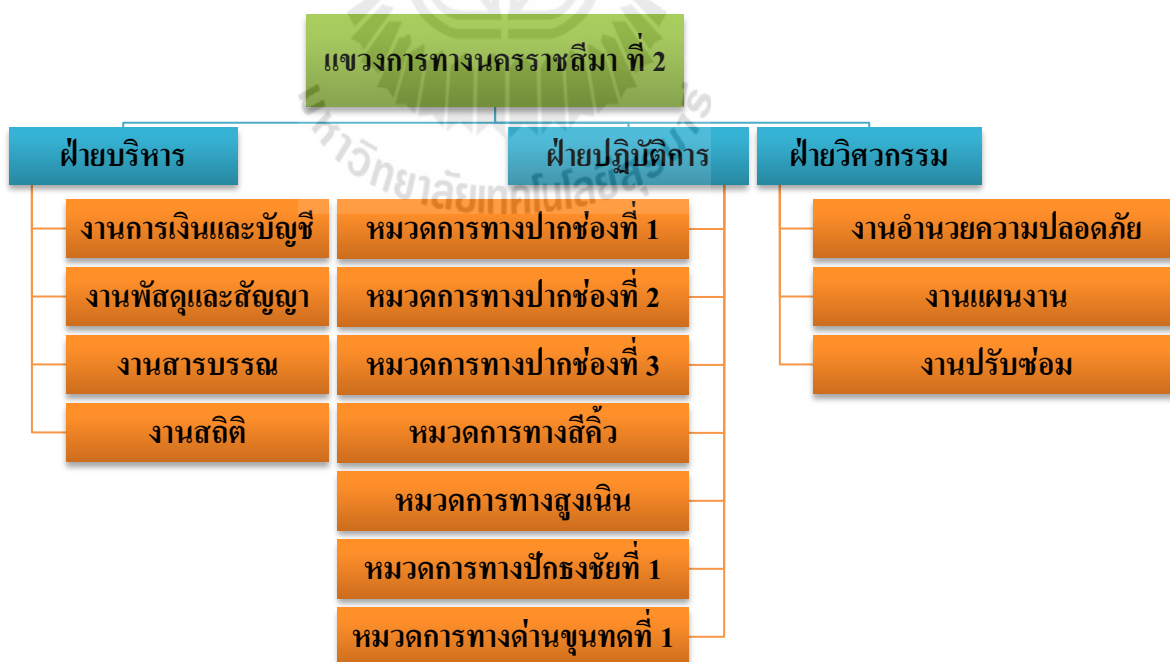 แขวงการทางนครราชสีมา ที่ 2
ฝ่ายบริหาร
ฝ่ายปฏิบัติการ
ฝ่ายวิศวกรรม
งานการเงินและบัญชี
งานพัสดุและสัญญา
งานสารบรรณ
งานสถิติ
หมวดการทางปากช่องที่ 1
หมวดการทางปากช่องที่ 2
หมวดการทางปากช่องที่ 3
หมวดการทางสีคิ้ว
หมวดการทางสูงเนิน
หมวดการทางปักธงชัยที่ 1
หมวดการทางด่านขุนทดที่ 1
งานอำนวยความปลอดภัย
งานแผนงาน
งานปรับซ่อม